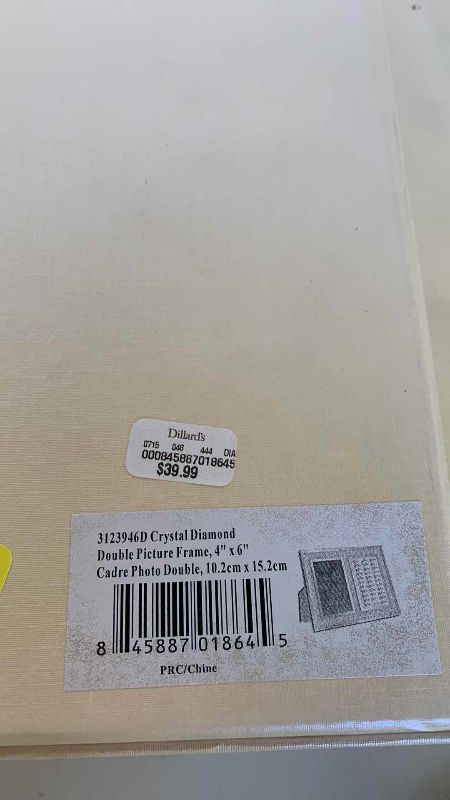 Dillard's
0715 048 444 DIA
000845887018645
$39.99
3123946D Crystal Diamond
Double Picture Frame, 4" x 6"
Cadre Photo Double, 10.2cm x 15.2cm
8 45887 01864 5
PRC/Chine